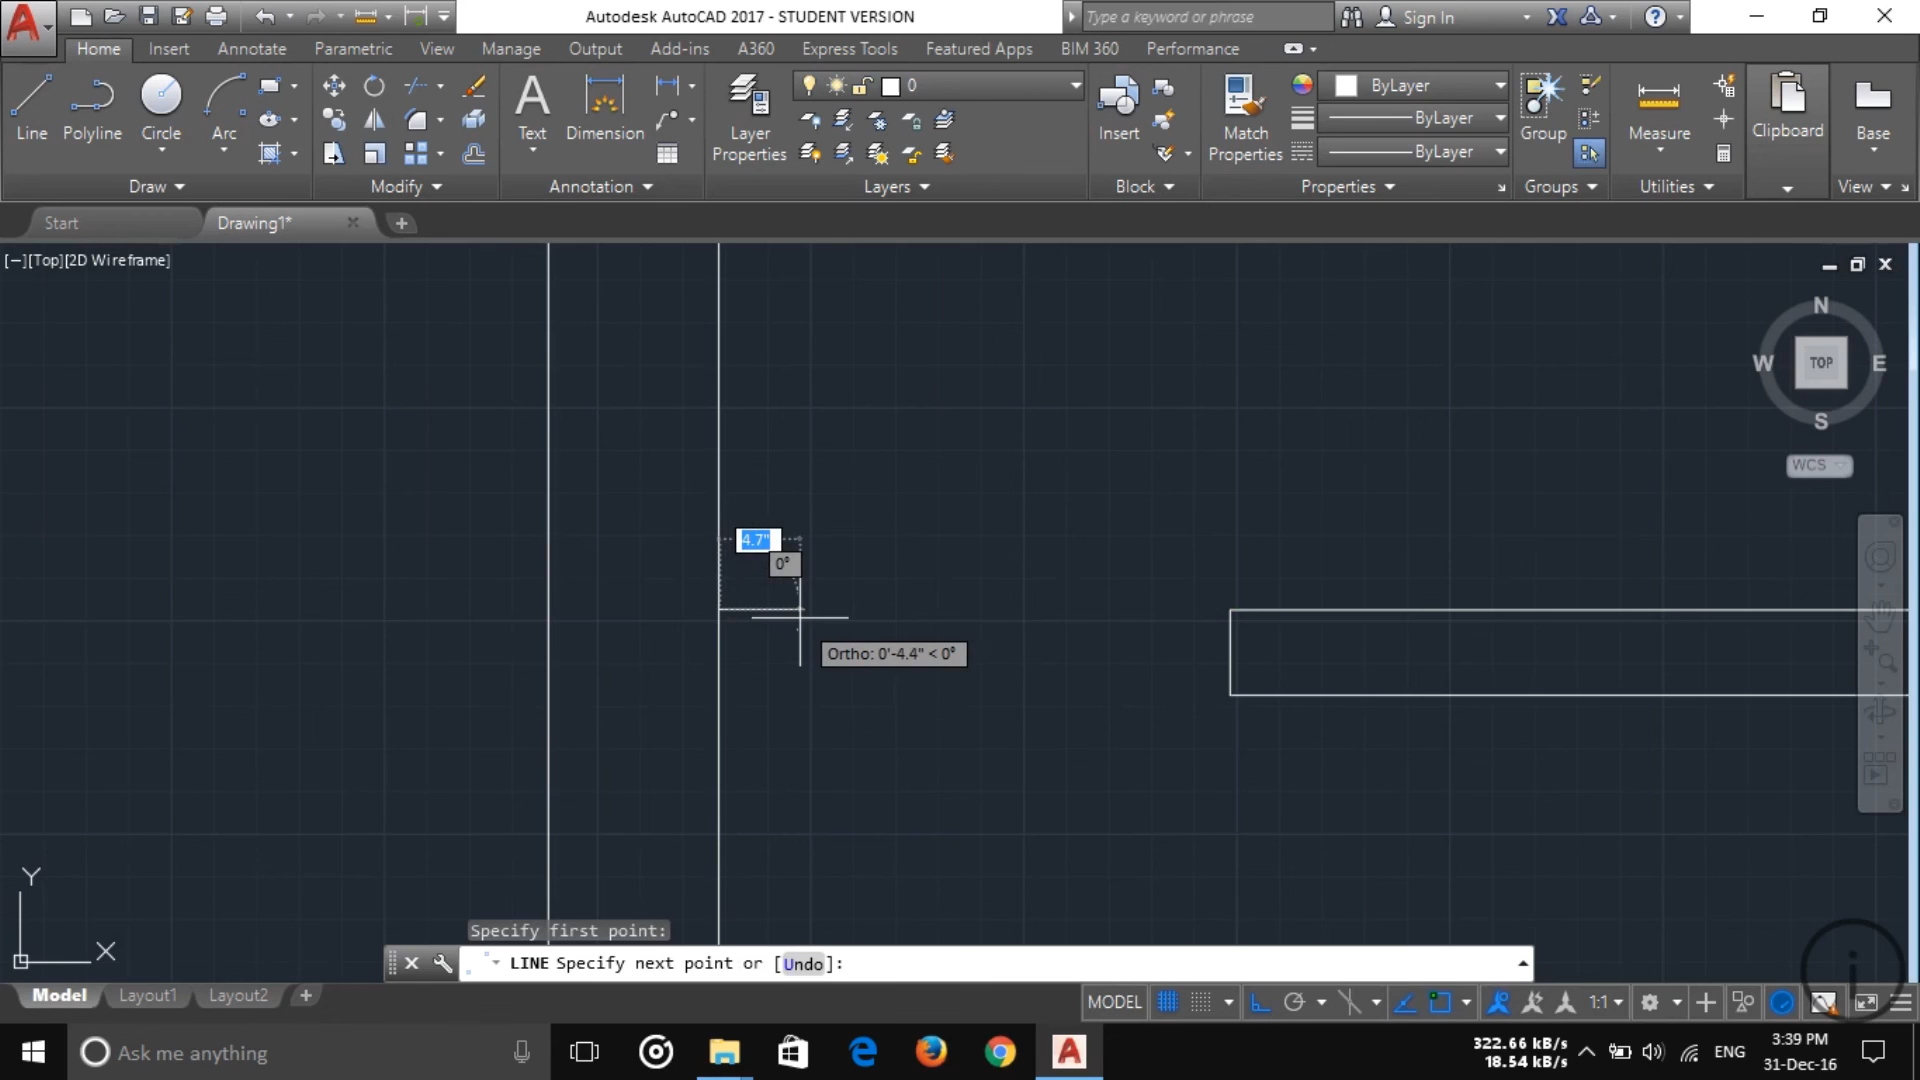 Autodesk AutoCAD 2017 - STUDENT VERSION
Type a keyword or phrase
Sign In
Home Insert Annotate Parametric View Manage Output Add-ins A360 Express Tools Featured Apps BIM 360 Performance
Line Polyline Circle Arc
Draw
Modify
Text Dimension
Annotation
Layer Properties
0
Layers
Insert
Block
Match Properties
ByLayer
ByLayer
ByLayer
Properties
Group
Groups
Measure
Utilities
Clipboard
Base
View
Start Drawing1*
[−][Top][2D Wireframe]
N
W TOP E
S
WCS
4.7"
0°
Ortho: 0'-4.4" < 0°
Y
X
Specify first point:
LINE Specify next point or [Undo]:
Model Layout1 Layout2
MODEL 1:1
i
Ask me anything
322.66 kB/s
18.54 kB/s
ENG
3:39 PM
31-Dec-16